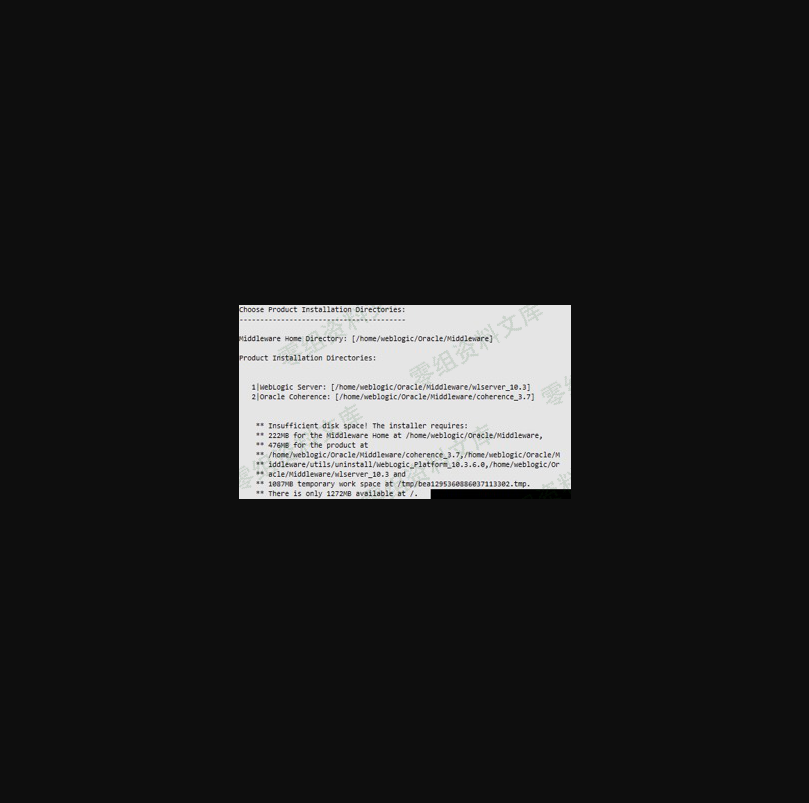 Choose Product Installation Directories:
----------------------------------------
Middleware Home Directory: [/home/weblogic/Oracle/Middleware]
Product Installation Directories:
1|WebLogic Server: [/home/weblogic/Oracle/Middleware/wlserver_10.3]
2|Oracle Coherence: [/home/weblogic/Oracle/Middleware/coherence_3.7]
** Insufficient disk space! The installer requires:
** 222MB for the Middleware Home at /home/weblogic/Oracle/Middleware,
** 476MB for the product at
** /home/weblogic/Oracle/Middleware/coherence_3.7,/home/weblogic/Oracle/M
** iddleware/utils/uninstall/WebLogic_Platform_10.3.6.0,/home/weblogic/Or
** acle/Middleware/wlserver_10.3 and
** 1087MB temporary work space at /tmp/bea1295360886037113302.tmp.
** There is only 1272MB available at /.
零组资料文库